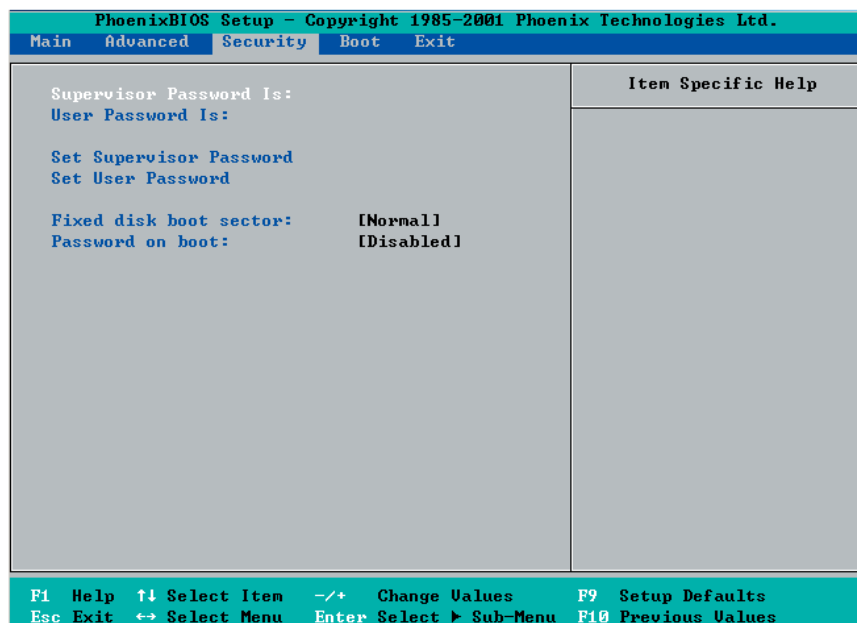 PhoenixBIOS Setup – Copyright 1985-2001 Phoenix Technologies Ltd.
Main Advanced Security Boot Exit
Item Specific Help
Supervisor Password Is:
User Password Is:
Set Supervisor Password
Set User Password
Fixed disk boot sector: [Normal]
Password on boot: [Disabled]
F1 Help ↑↓ Select Item -/+ Change Values F9 Setup Defaults
Esc Exit ↔ Select Menu Enter Select ▶ Sub-Menu F10 Previous Values